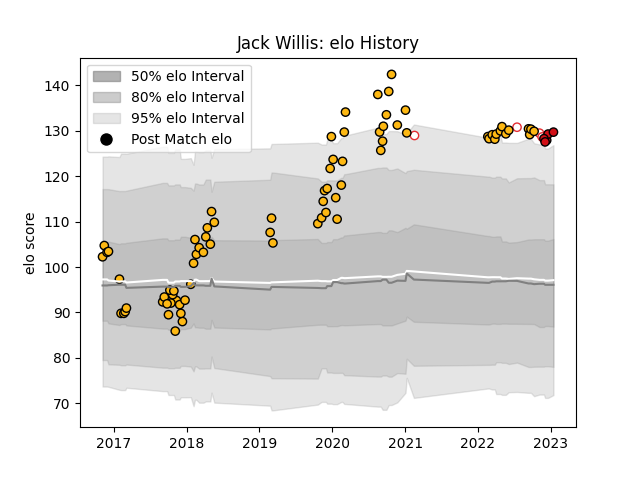 Jack Willis: elo History
50% elo Interval
80% elo Interval
95% elo Interval
Post Match elo
elo score
140
130
120
110
100
90
80
70
2017 2018 2019 2020 2021 2022 2023